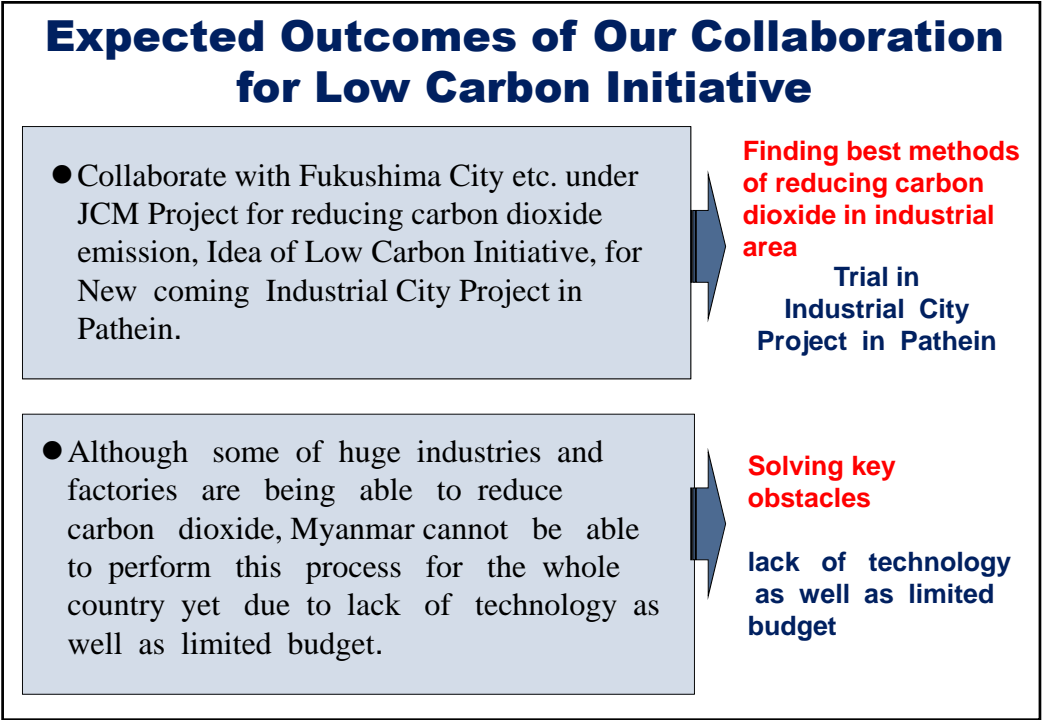 Expected Outcomes of Our Collaboration
for Low Carbon Initiative
●Collaborate with Fukushima City etc. under
JCM Project for reducing carbon dioxide
emission, Idea of Low Carbon Initiative, for
New coming Industrial City Project in
Pathein.
Finding best methods
of reducing carbon
dioxide in industrial
area
Trial in
Industrial City
Project in Pathein
●Although some of huge industries and
factories are being able to reduce
carbon dioxide, Myanmar cannot be able
to perform this process for the whole
country yet due to lack of technology as
well as limited budget.
Solving key
obstacles
lack of technology
as well as limited
budget